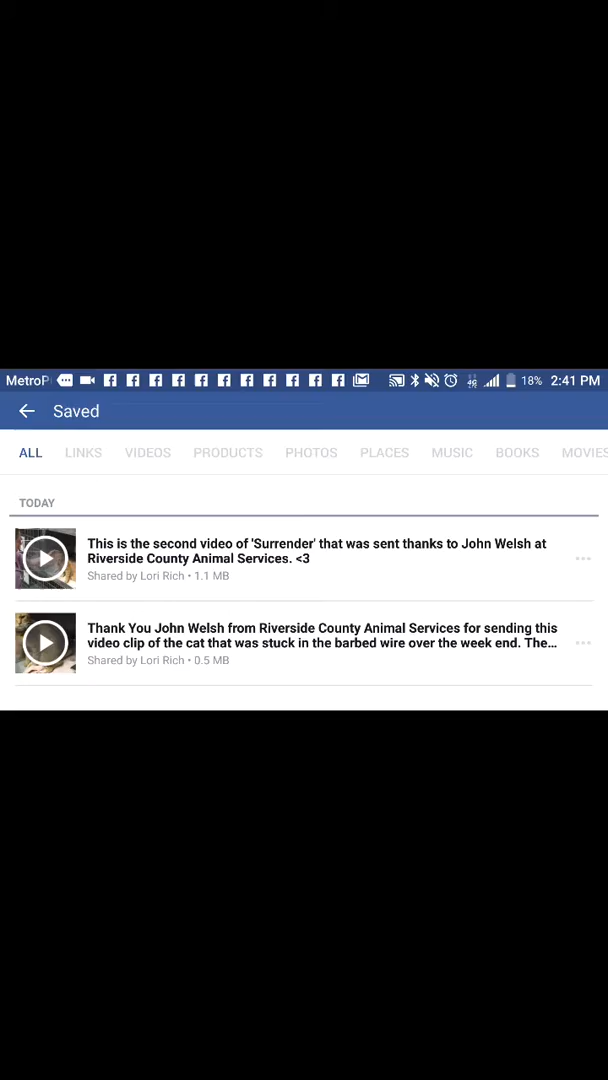 MetroP 4G 18% 2:41 PM
Saved
ALL LINKS VIDEOS PRODUCTS PHOTOS PLACES MUSIC BOOKS MOVIES
TODAY
This is the second video of 'Surrender' that was sent thanks to John Welsh at
Riverside County Animal Services. <3
Shared by Lori Rich • 1.1 MB
Thank You John Welsh from Riverside County Animal Services for sending this
video clip of the cat that was stuck in the barbed wire over the week end. The...
Shared by Lori Rich • 0.5 MB